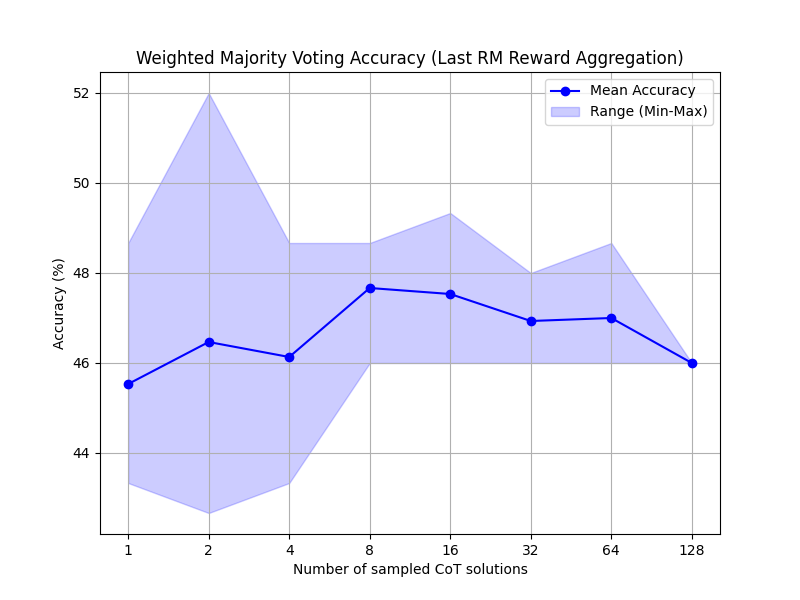 Weighted Majority Voting Accuracy (Last RM Reward Aggregation)
Mean Accuracy
Range (Min-Max)
52
50
48
46
44
Accuracy (%)
1 2 4 8 16 32 64 128
Number of sampled CoT solutions